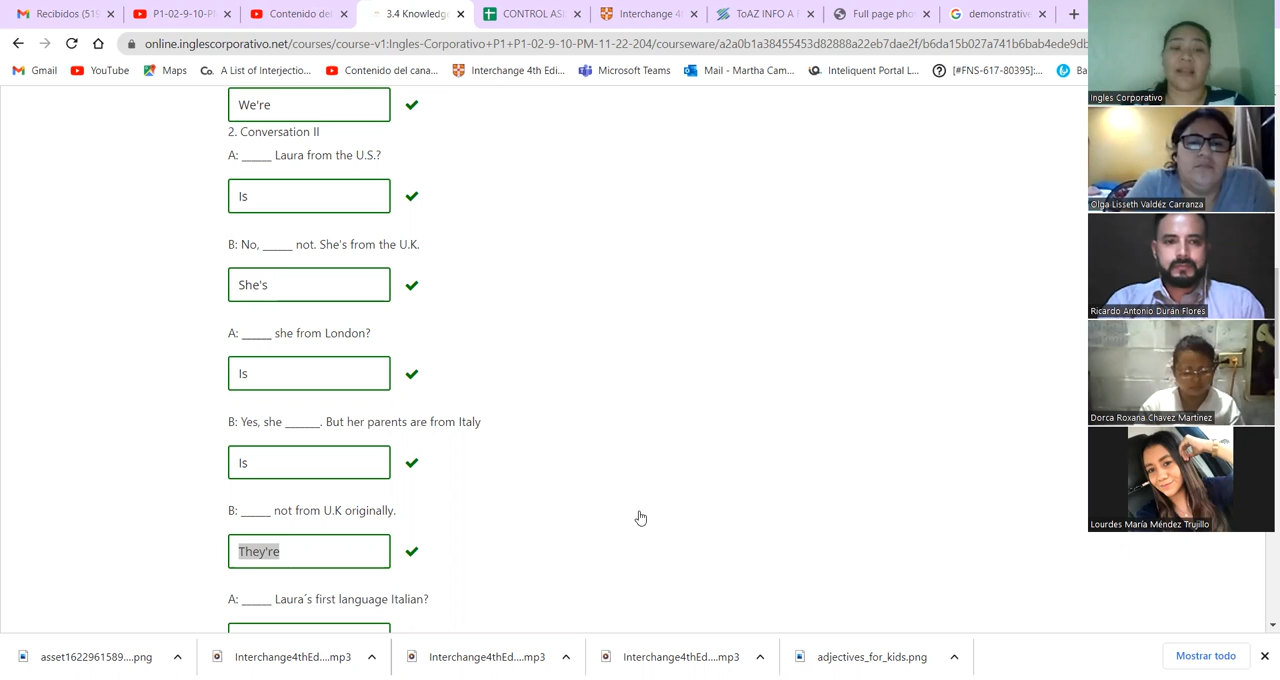 Recibidos (519
P1-02-9-10-P
Contenido del
3.4 Knowledge
CONTROL AS
Interchange 4
ToAZ INFO A
Full page pho
demonstrative
online.inglescorporativo.net/courses/course-v1:Ingles-Corporativo+P1+P1-02-9-10-PM-11-22-204/courseware/a2a0b1a38455453d82888a22eb7dae2f/b6da15b027a741b6bab4ede9db
Gmail
YouTube
Maps
Co. A List of Interjectio...
Contenido del cana...
Interchange 4th Edi...
Microsoft Teams
Mail - Martha Cam...
Inteliquent Portal L...
[#FNS-617-80395]:...
Ba
We're
2. Conversation II
A: _____ Laura from the U.S.?
Is
B: No, _____ not. She's from the U.K.
She's
A: _____ she from London?
Is
B: Yes, she ______. But her parents are from Italy
Is
B: _____ not from U.K originally.
They're
A: _____ Laura´s first language Italian?
Ingles Corporativo
Olga Lisseth Valdéz Carranza
Ricardo Antonio Durán Flores
Dorca Roxana Chavez Martinez
Lourdes María Méndez Trujillo
asset1622961589....png
Interchange4thEd....mp3
Interchange4thEd....mp3
Interchange4thEd....mp3
adjectives_for_kids.png
Mostrar todo